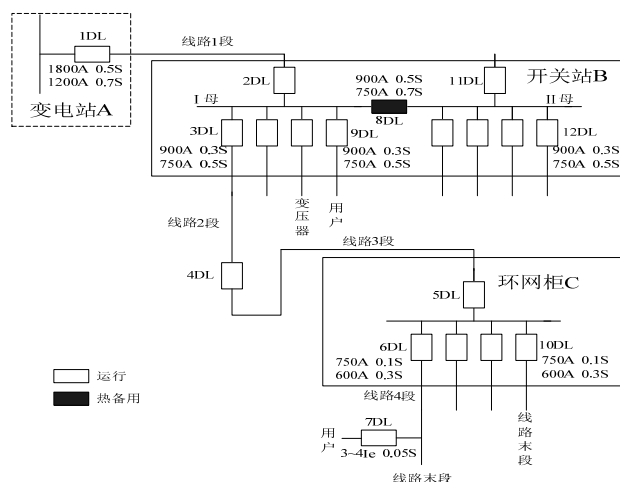 1DL
线路1段
1800A 0.5S
1200A 0.7S
变电站A
2DL
900A 0.5S
750A 0.7S
11DL
开关站B
I 母
8DL
II母
3DL
900A 0.3S
750A 0.5S
9DL
900A 0.3S
750A 0.5S
12DL
900A 0.3S
750A 0.5S
变压器
用户
线路2段
线路3段
4DL
环网柜C
5DL
6DL
750A 0.1S
600A 0.3S
10DL
750A 0.1S
600A 0.3S
运行
热备用
线路4段
7DL
用户
3~4Ie 0.05S
线路末段
线路末段